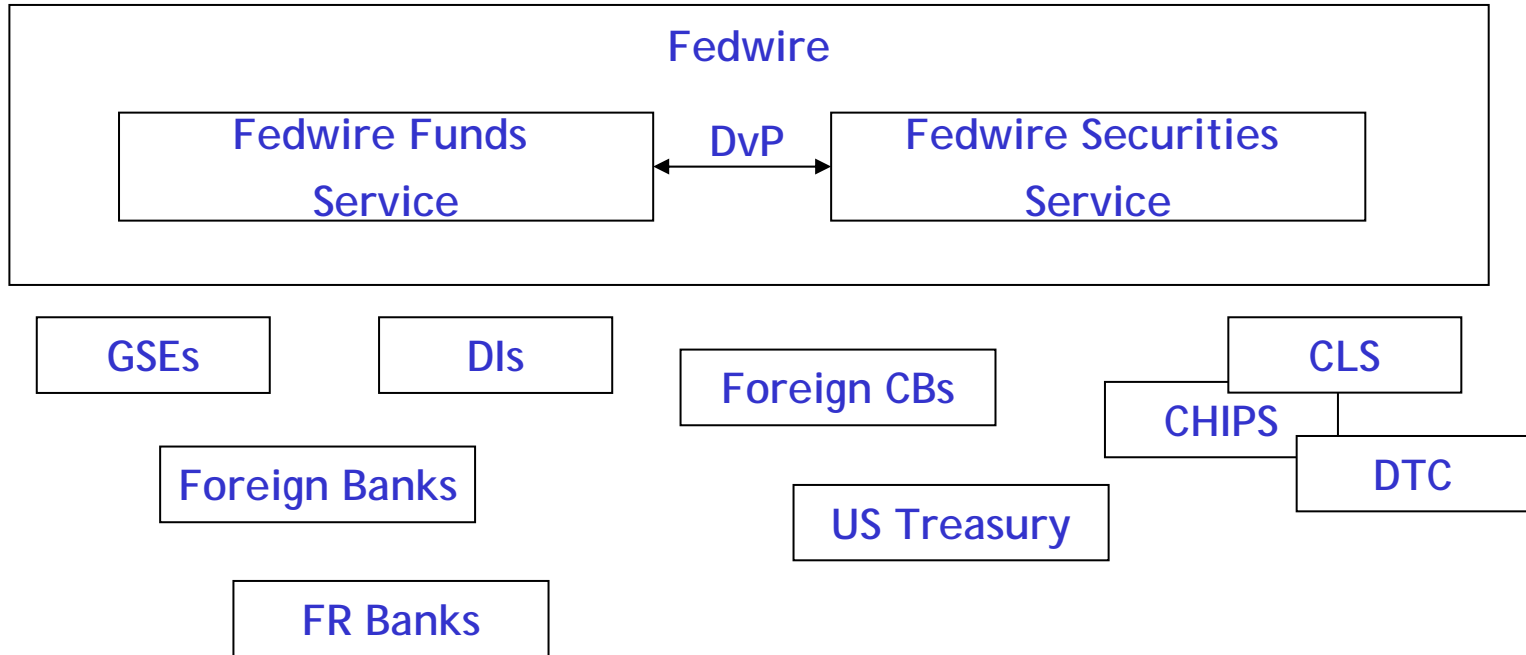 Fedwire
Fedwire Funds
Service
DvP
Fedwire Securities
Service
GSEs
DIs
Foreign CBs
CLS
CHIPS
DTC
Foreign Banks
US Treasury
FR Banks